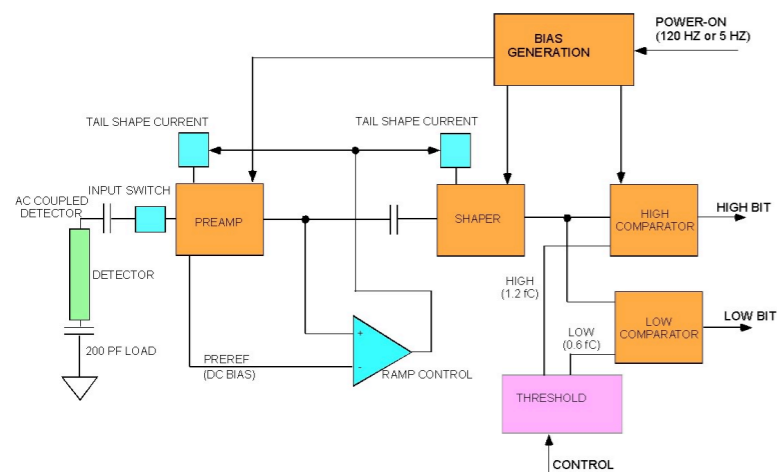 POWER-ON
(120 HZ or 5 HZ)
BIAS
GENERATION
TAIL SHAPE CURRENT
TAIL SHAPE CURRENT
AC COUPLED
DETECTOR
INPUT SWITCH
PREAMP
SHAPER
HIGH
COMPARATOR
HIGH BIT
DETECTOR
HIGH
(1.2 fC)
LOW
COMPARATOR
LOW BIT
LOW
(0.6 fC)
200 PF LOAD
+
-
PREREF
(DC BIAS)
RAMP CONTROL
THRESHOLD
CONTROL